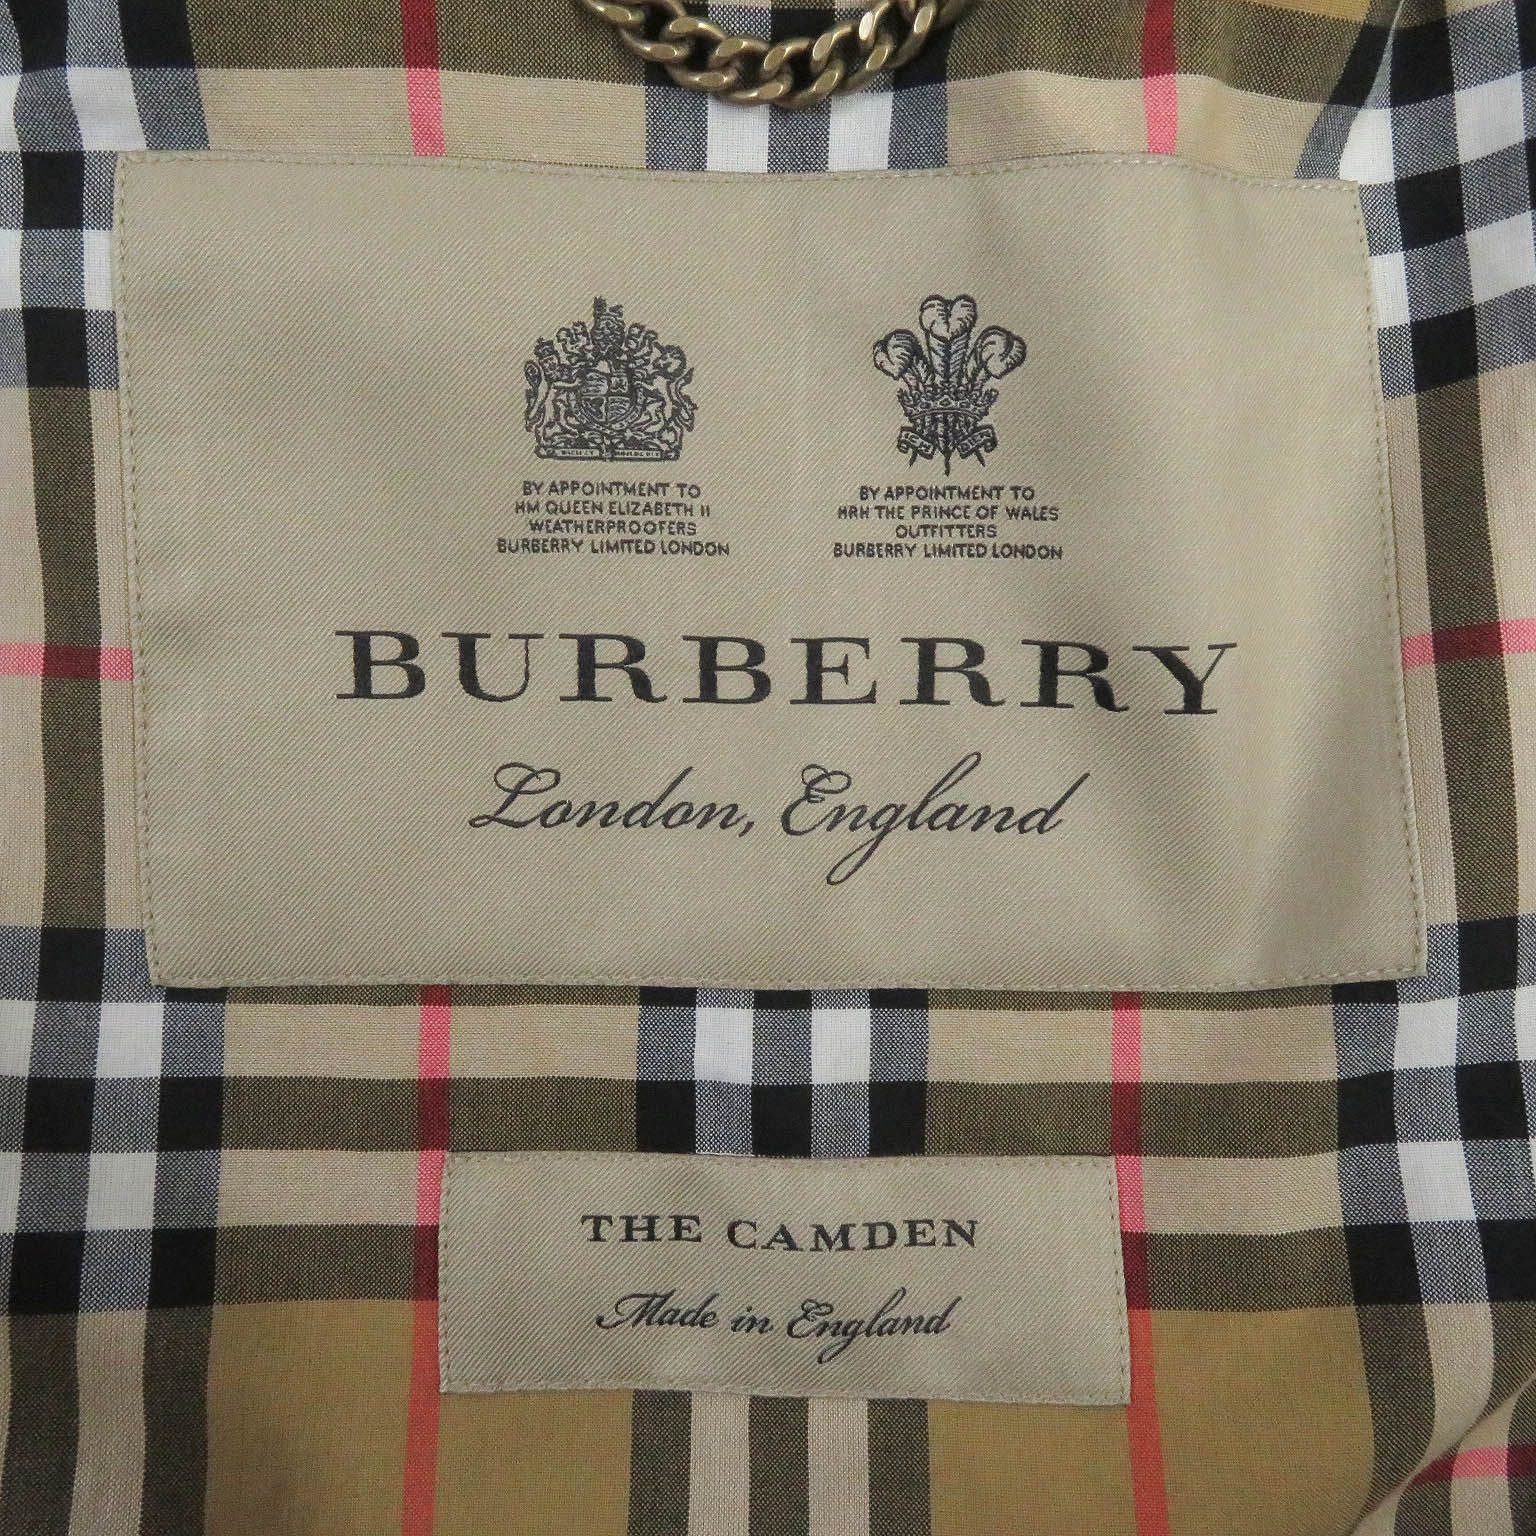 BY APPOINTMENT TO
HM QUEEN ELIZABETH II
WEATHERPROOFERS
BURBERRY LIMITED LONDON
BY APPOINTMENT TO
HRH THE PRINCE OF WALES
OUTFITTERS
BURBERRY LIMITED LONDON
BURBERRY
London, England
THE CAMDEN
Made in England